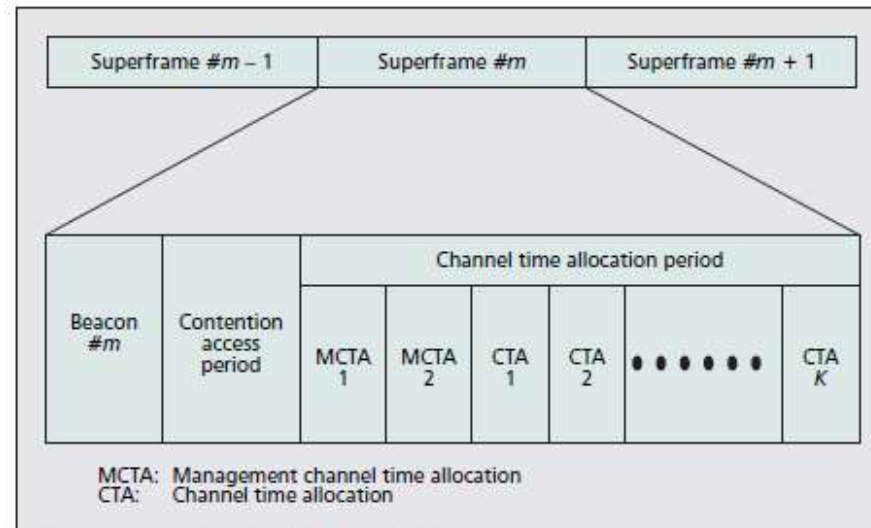 Superframe #m – 1
Superframe #m
Superframe #m + 1
Beacon
#m
Contention
access
period
Channel time allocation period
MCTA
1
MCTA
2
CTA
1
CTA
2
CTA
K
MCTA: Management channel time allocation
CTA: Channel time allocation